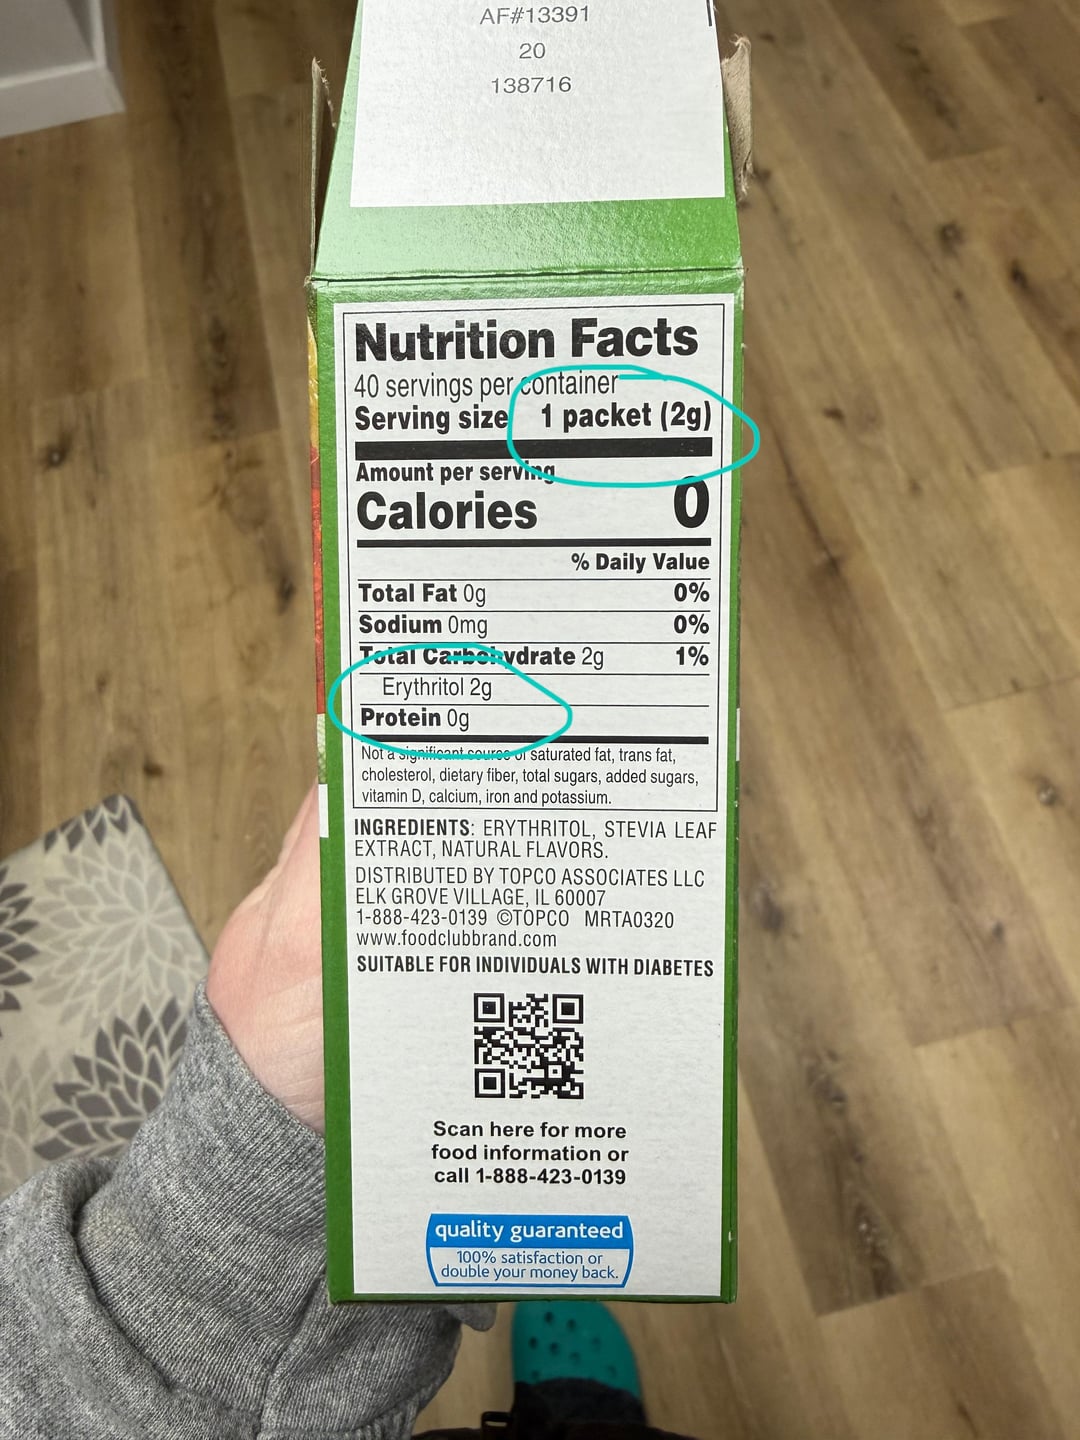 AF#13391
20
138716
Nutrition Facts
40 servings per container
Serving size 1 packet (2g)
Amount per serving
Calories 0
% Daily Value
Total Fat 0g 0%
Sodium 0mg 0%
Total Carbohydrate 2g 1%
Erythritol 2g
Protein 0g
Not a significant source of saturated fat, trans fat,
cholesterol, dietary fiber, total sugars, added sugars,
vitamin D, calcium, iron and potassium.
INGREDIENTS: ERYTHRITOL, STEVIA LEAF
EXTRACT, NATURAL FLAVORS.
DISTRIBUTED BY TOPCO ASSOCIATES LLC
ELK GROVE VILLAGE, IL 60007
1-888-423-0139 ©TOPCO MRTA0320
www.foodclubbrand.com
SUITABLE FOR INDIVIDUALS WITH DIABETES
Scan here for more
food information or
call 1-888-423-0139
quality guaranteed
100% satisfaction or
double your money back.